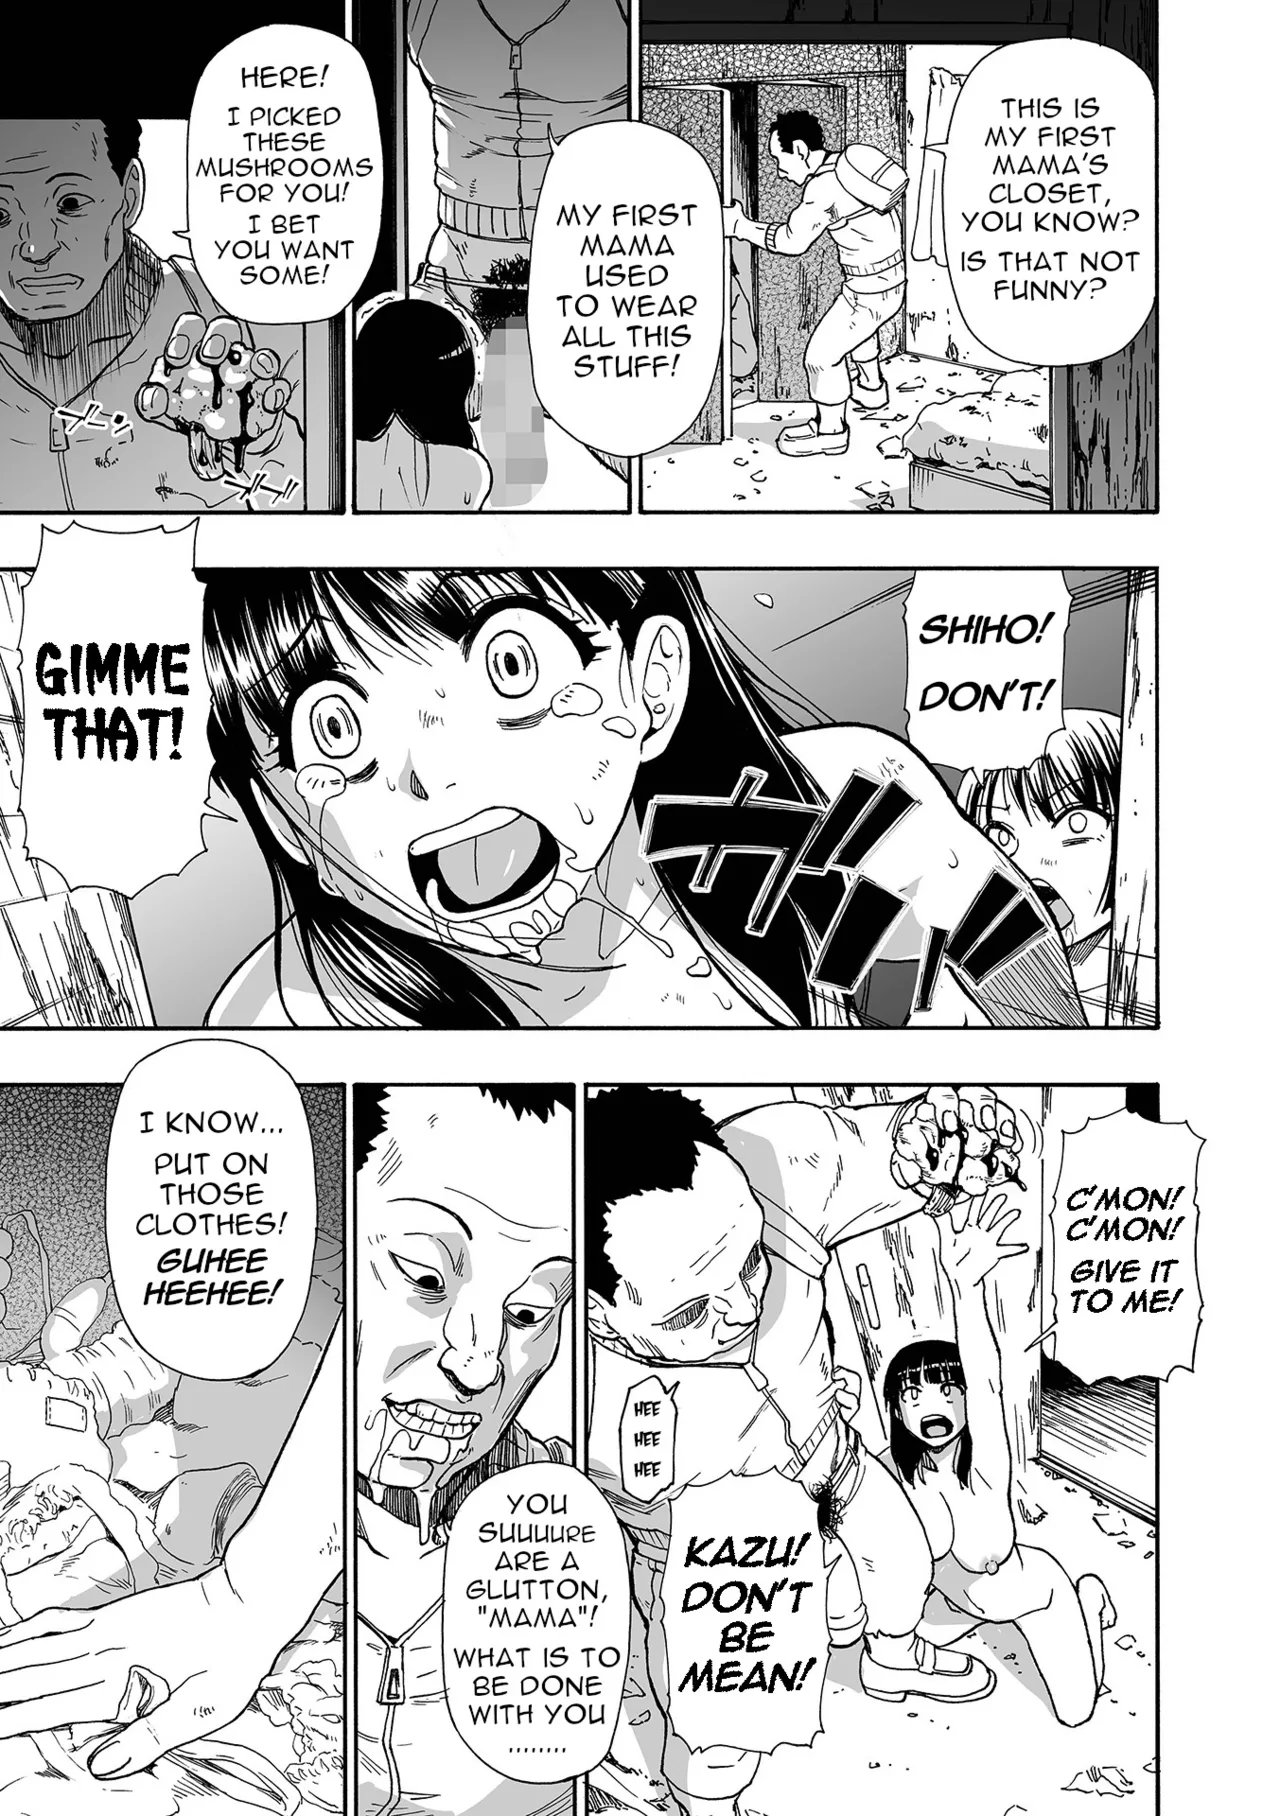 THIS IS
MY FIRST
MAMA'S
CLOSET,
YOU KNOW?
IS THAT NOT
FUNNY?
MY FIRST
MAMA
USED
TO WEAR
ALL THIS
STUFF!
HERE!
I PICKED
THESE
MUSHROOMS
FOR YOU!
I BET
YOU WANT
SOME!
SHIHO!
DON'T!
GIMME
THAT!
C'MON!
C'MON!
GIVE IT
TO ME!
HEE
HEE
HEE
KAZU!
DON'T
BE
MEAN!
YOU
SUUUURE
ARE A
GLUTTON,
"MAMA"!
WHAT IS TO
BE DONE
WITH YOU
.........
I KNOW...
PUT ON
THOSE
CLOTHES!
GUHEE
HEEHEE!